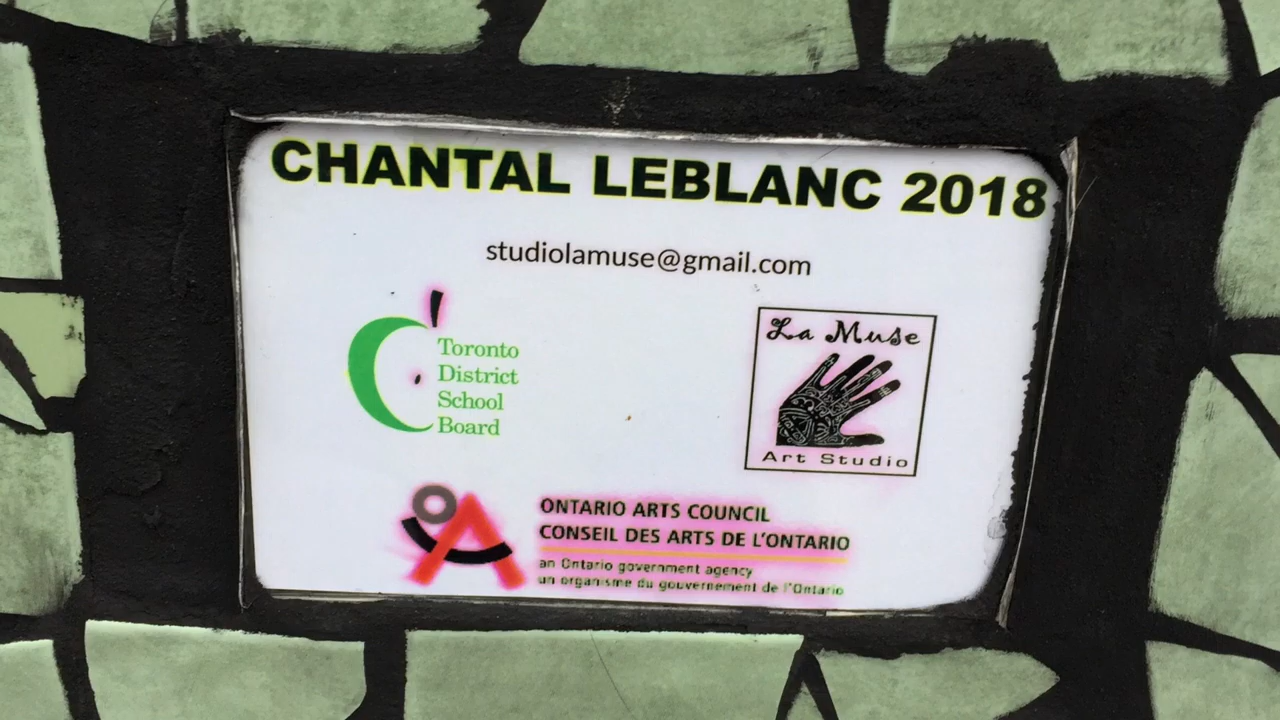 CHANTAL LEBLANC 2018
studiolamuse@gmail.com
Toronto
District
School
Board
La Muse
Art Studio
ONTARIO ARTS COUNCIL
CONSEIL DES ARTS DE L'ONTARIO
an Ontario government agency
un organisme du gouvernement de l'Ontario